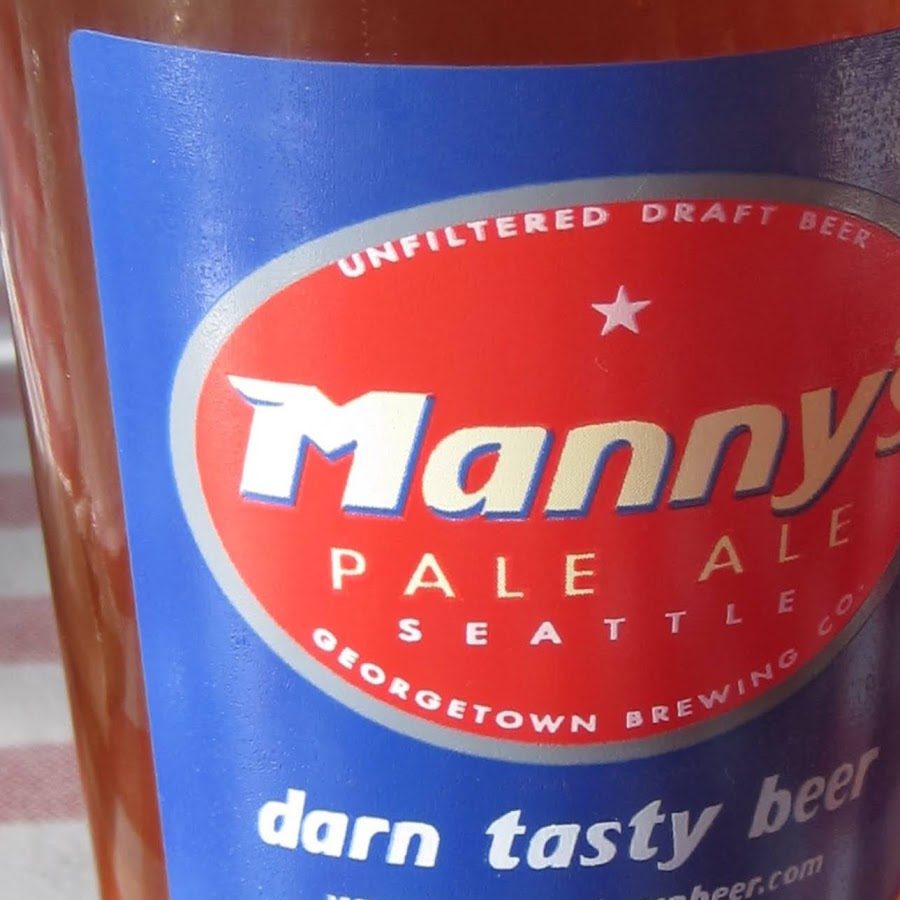 UNFILTERED DRAFT BEER
Manny's
PALE ALE
SEATTLE
GEORGETOWN BREWING CO.
darn tasty beer